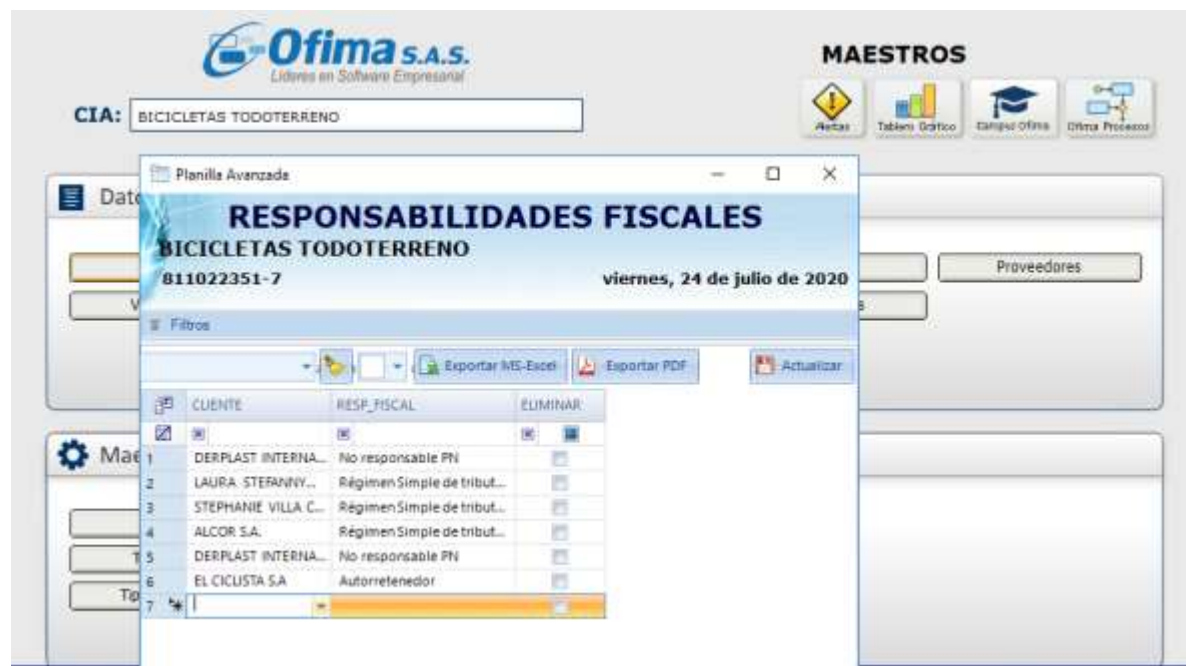 Ofima S.A.S.
Líderes en Software Empresarial
MAESTROS
CIA: BICICLETAS TODOTERRENO
Alertas Tablero Gráfico Campus Ofima Ofima Procesos
Planilla Avanzada
Dato
RESPONSABILIDADES FISCALES
BICICLETAS TODOTERRENO
811022351-7 viernes, 24 de julio de 2020
Proveedores
V s
Filtros
Exportar MS-Excel Exportar PDF Actualizar
CLIENTE RESP_FISCAL ELIMINAR
Mae
1 DERPLAST INTERNA... No responsable PN
2 LAURA STEFANNY... Régimen Simple de tribut...
3 STEPHANIE VILLA C... Régimen Simple de tribut...
4 ALCOR S.A. Régimen Simple de tribut...
T 5 DERPLAST INTERNA... No responsable PN
6 EL CICLISTA S.A Autorretenedor
Tip 7